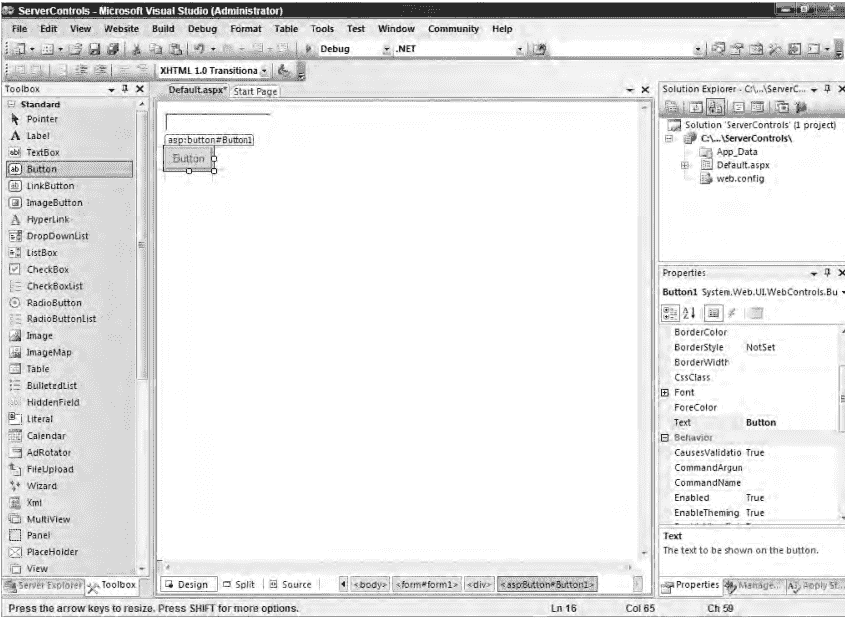 ServerControls - Microsoft Visual Studio (Administrator)
File Edit View Website Build Debug Format Table Tools Test Window Community Help
Debug .NET
XHTML 1.0 Transitiona
Toolbox
Standard
Pointer
Label
TextBox
Button
LinkButton
ImageButton
HyperLink
DropDownList
ListBox
CheckBox
CheckBoxList
RadioButton
RadioButtonList
Image
ImageMap
Table
BulletedList
HiddenField
Literal
Calendar
AdRotator
FileUpload
Wizard
Xml
MultiView
Panel
PlaceHolder
View
Server Explorer Toolbox
Default.aspx* Start Page
asp:button#Button1
Button
Design Split Source <body> <form#form1> <div> <asp:Button#Button1>
Solution Explorer - C:\...\ServerC...
Solution 'ServerControls' (1 project)
C:\...\ServerControls\
App_Data
Default.aspx
web.config
Properties
Button1 System.Web.UI.WebControls.Bu
BorderColor
BorderStyle NotSet
BorderWidth
CssClass
Font
ForeColor
Text Button
Behavior
CausesValidatio True
CommandArgun
CommandName
Enabled True
EnableTheming True
Text
The text to be shown on the button.
Properties Manage... Apply St...
Press the arrow keys to resize. Press SHIFT for more options. Ln 16 Col 65 Ch 59